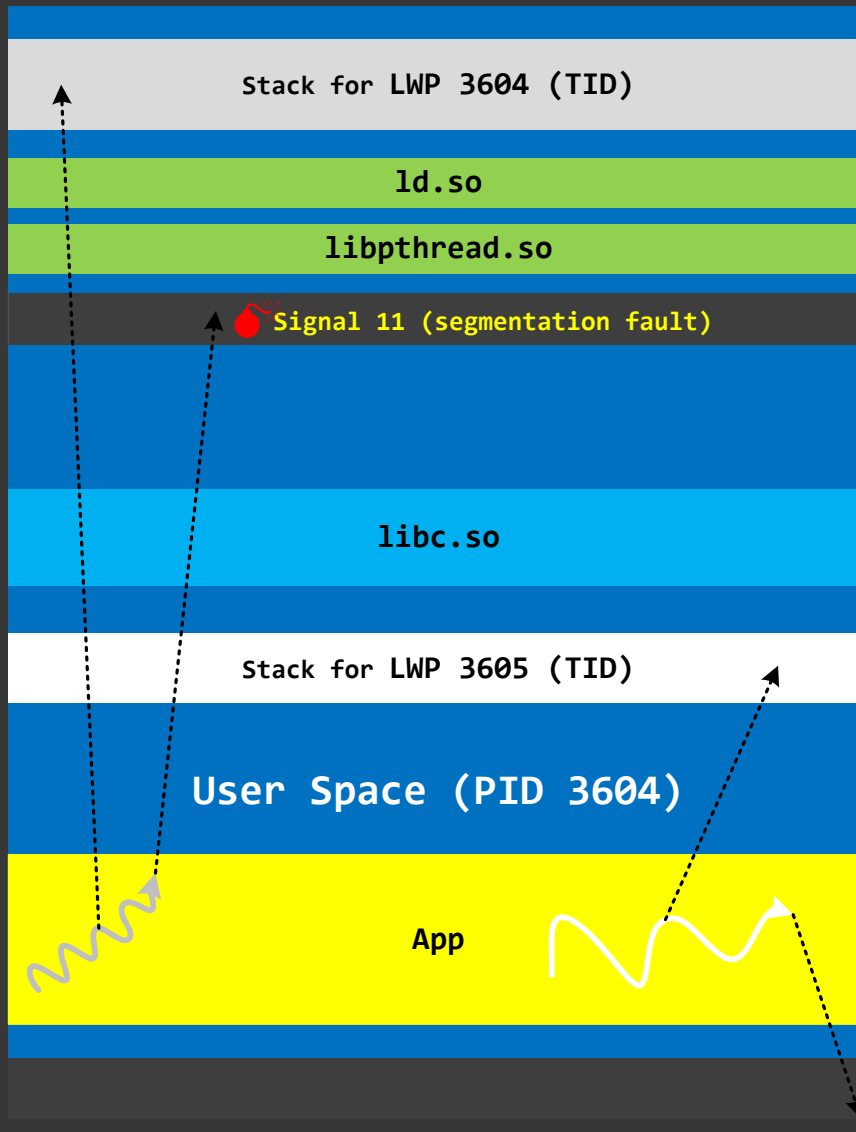 Stack for LWP 3604 (TID)
ld.so
libpthread.so
Signal 11 (segmentation fault)
libc.so
Stack for LWP 3605 (TID)
User Space (PID 3604)
App